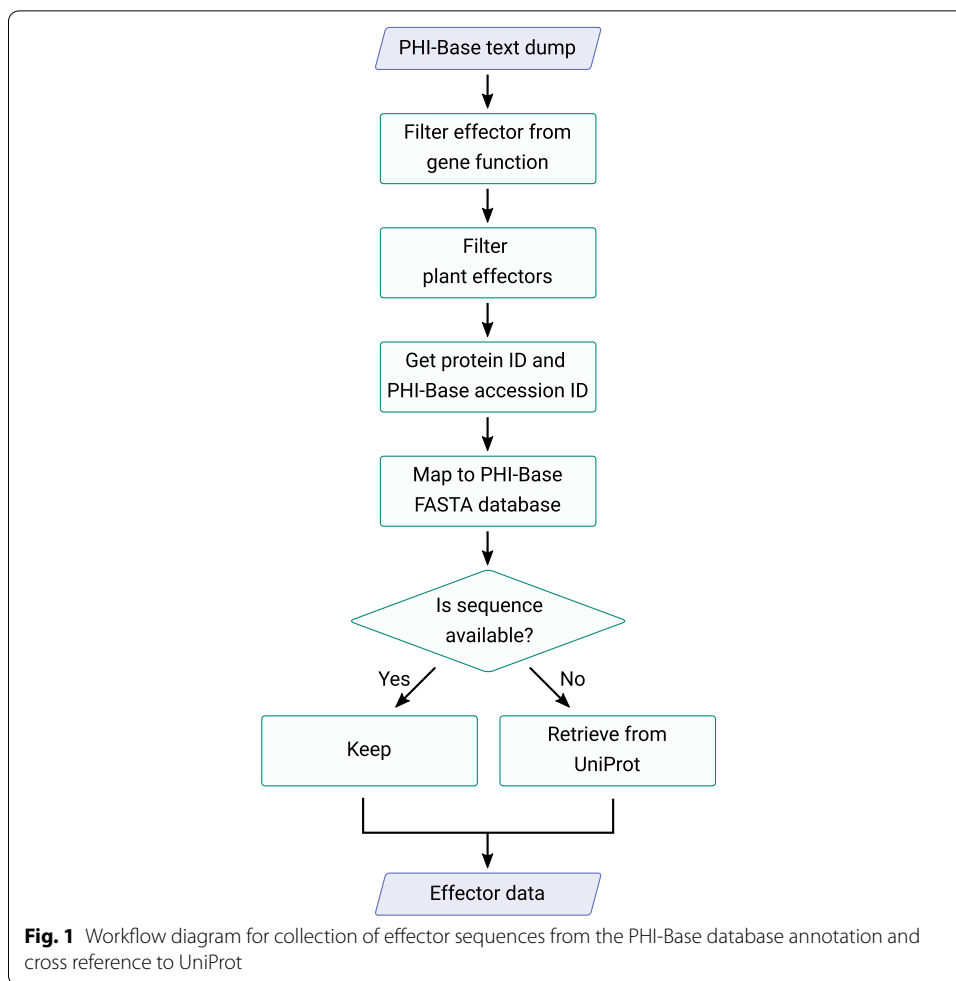 PHI-Base text dump
Filter effector from
gene function
Filter
plant effectors
Get protein ID and
PHI-Base accession ID
Map to PHI-Base
FASTA database
Is sequence
available?
Yes
No
Keep
Retrieve from
UniProt
Effector data
Fig. 1 Workflow diagram for collection of effector sequences from the PHI-Base database annotation and
cross reference to UniProt